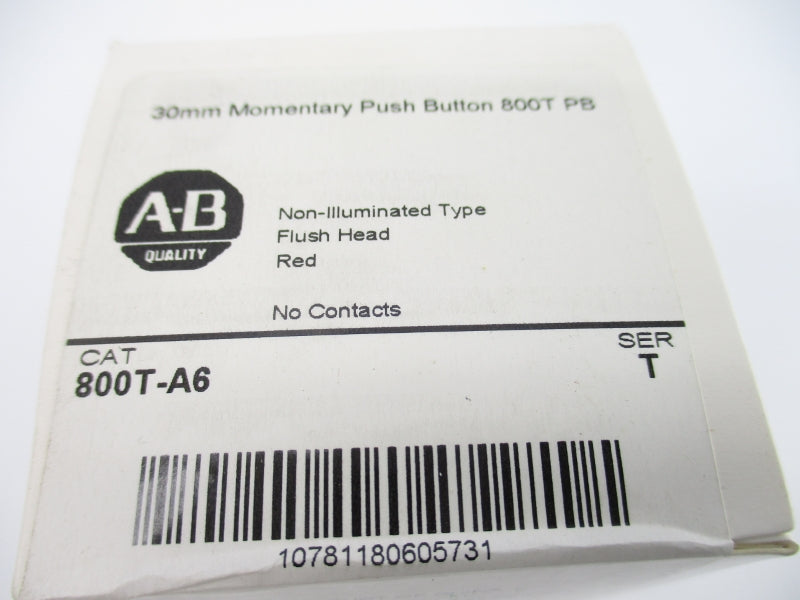 30mm Momentary Push Button 800T PB
A-B
QUALITY
Non-Illuminated Type
Flush Head
Red
No Contacts
CAT
800T-A6
SER
T
10781180605731